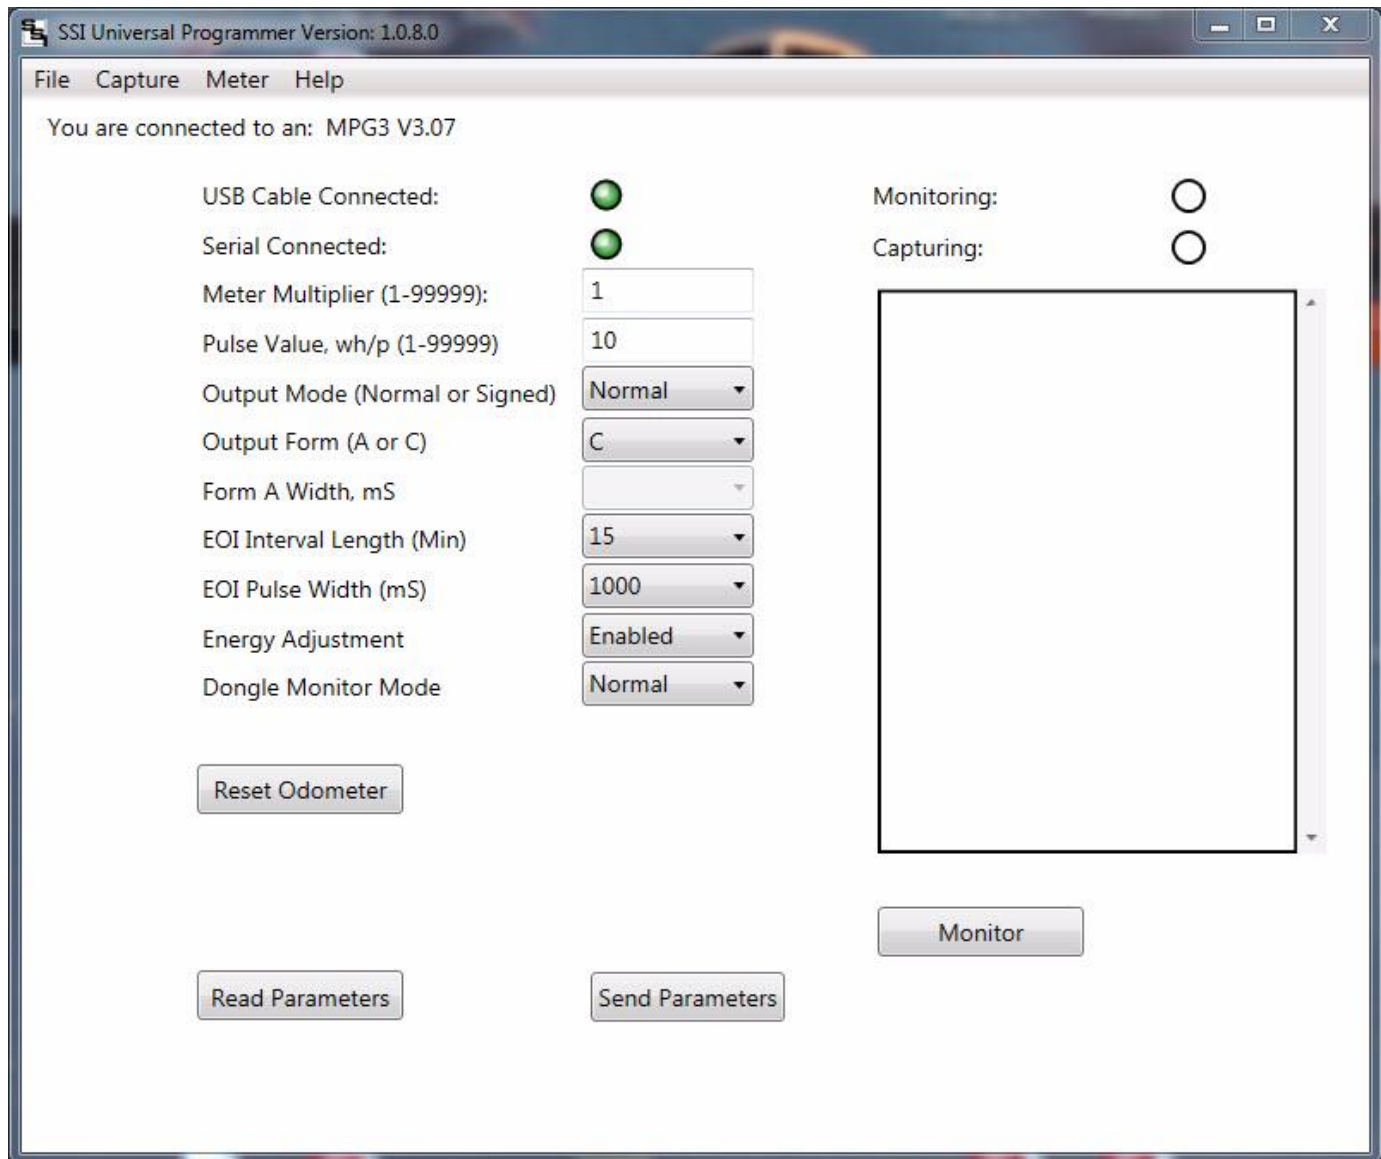 SSI Universal Programmer Version: 1.0.8.0
File Capture Meter Help
You are connected to an: MPG3 V3.07
USB Cable Connected:
Serial Connected:
Meter Multiplier (1-99999): 1
Pulse Value, wh/p (1-99999) 10
Output Mode (Normal or Signed) Normal
Output Form (A or C) C
Form A Width, mS
EOI Interval Length (Min) 15
EOI Pulse Width (mS) 1000
Energy Adjustment Enabled
Dongle Monitor Mode Normal
Reset Odometer
Read Parameters
Send Parameters
Monitoring:
Capturing:
Monitor